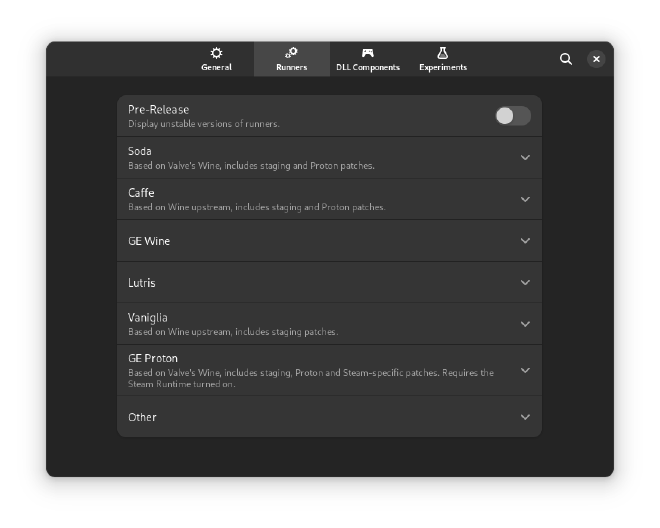 General
Runners
DLL Components
Experiments
Pre-Release
Display unstable versions of runners.
Soda
Based on Valve's Wine, includes staging and Proton patches.
Caffe
Based on Wine upstream, includes staging and Proton patches.
GE Wine
Lutris
Vaniglia
Based on Wine upstream, includes staging patches.
GE Proton
Based on Valve's Wine, includes staging, Proton and Steam-specific patches. Requires the
Steam Runtime turned on.
Other